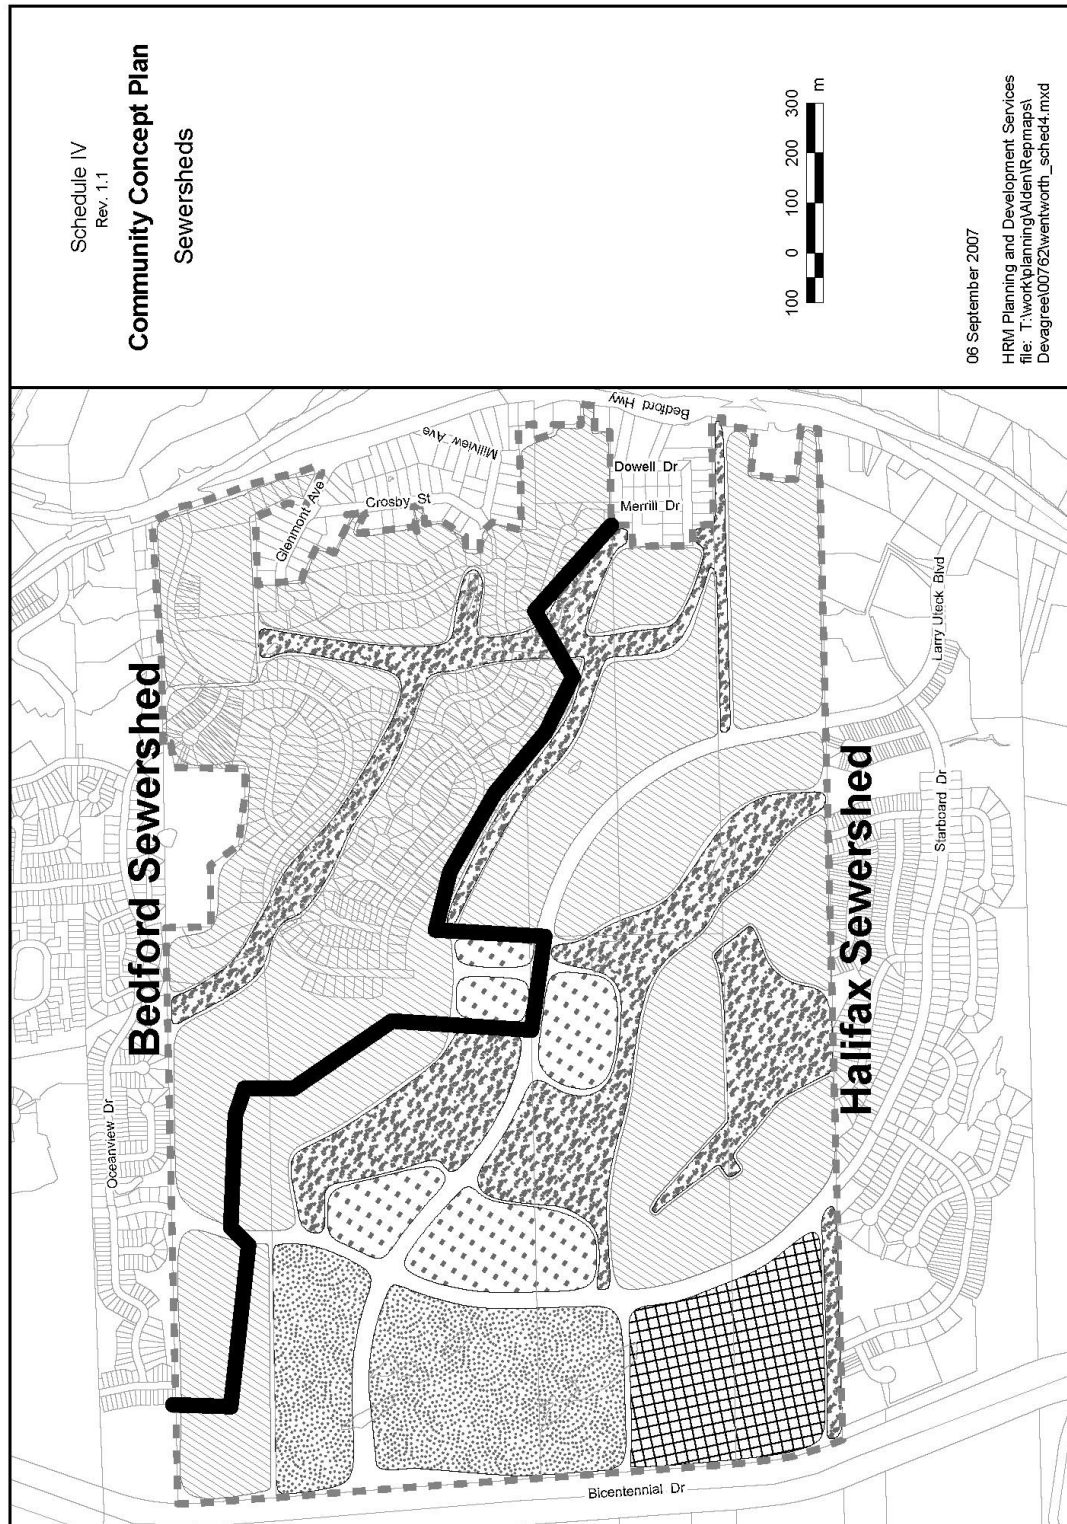 Schedule IV
Rev. 1.1
Community Concept Plan
Sewersheds
100 0 100 200 300
m
06 September 2007
HRM Planning and Development Services
file: T:\work\planning\Alden\Repmaps\
Devagree\00762\wentworth_sched4.mxd
Bedford Sewershed
Halifax Sewershed
Oceanview Dr
Glenmont Ave
Crosby St
Millview Ave
Bedford Hwy
Dowell Dr
Merrill Dr
Larry Uteck Blvd
Starboard Dr
Bicentennial Dr